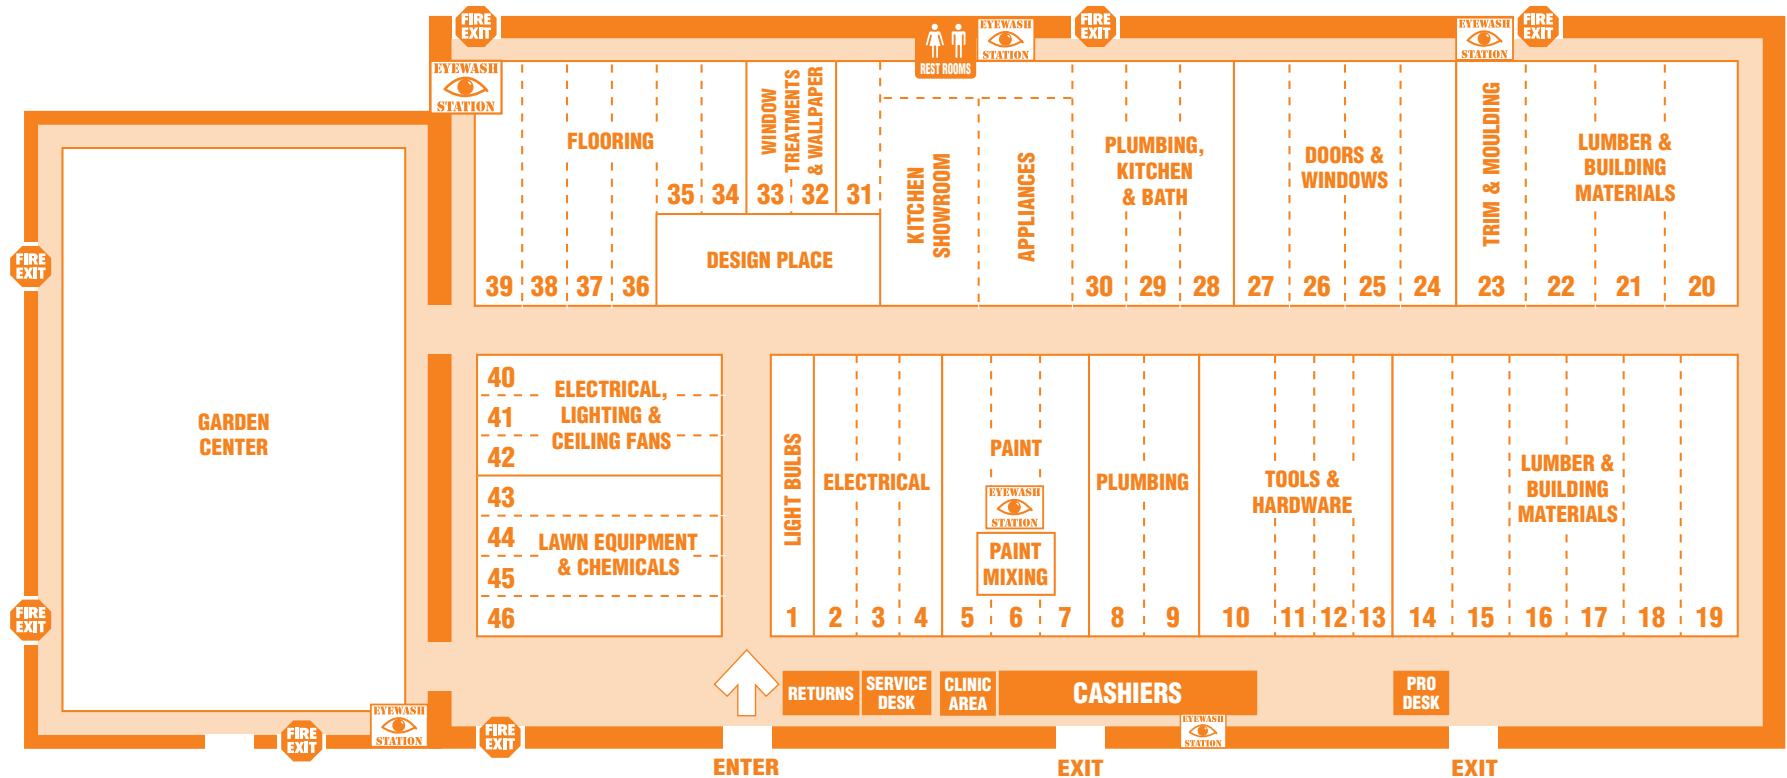 FIRE
EXIT
FIRE
EXIT
FIRE
EXIT
EYEWASH
STATION
REST ROOMS
EYEWASH
STATION
EYEWASH
STATION
FLOORING
WINDOW
TREATMENTS
& WALLPAPER
35 34 33 32 31
DESIGN PLACE
KITCHEN
SHOWROOM
APPLIANCES
PLUMBING,
KITCHEN
& BATH
DOORS &
WINDOWS
TRIM & MOULDING
LUMBER &
BUILDING
MATERIALS
39 38 37 36 30 29 28 27 26 25 24 23 22 21 20
FIRE
EXIT
GARDEN
CENTER
FIRE
EXIT
40
41
42
ELECTRICAL,
LIGHTING &
CEILING FANS
43
44
45
46
LAWN EQUIPMENT
& CHEMICALS
LIGHT BULBS
ELECTRICAL
PAINT
EYEWASH
STATION
PAINT
MIXING
PLUMBING
TOOLS &
HARDWARE
LUMBER &
BUILDING
MATERIALS
1 2 3 4 5 6 7 8 9 10 11 12 13 14 15 16 17 18 19
RETURNS
SERVICE
DESK
CLINIC
AREA
CASHIERS
PRO
DESK
FIRE
EXIT
EYEWASH
STATION
FIRE
EXIT
EYEWASH
STATION
ENTER
EXIT
EXIT